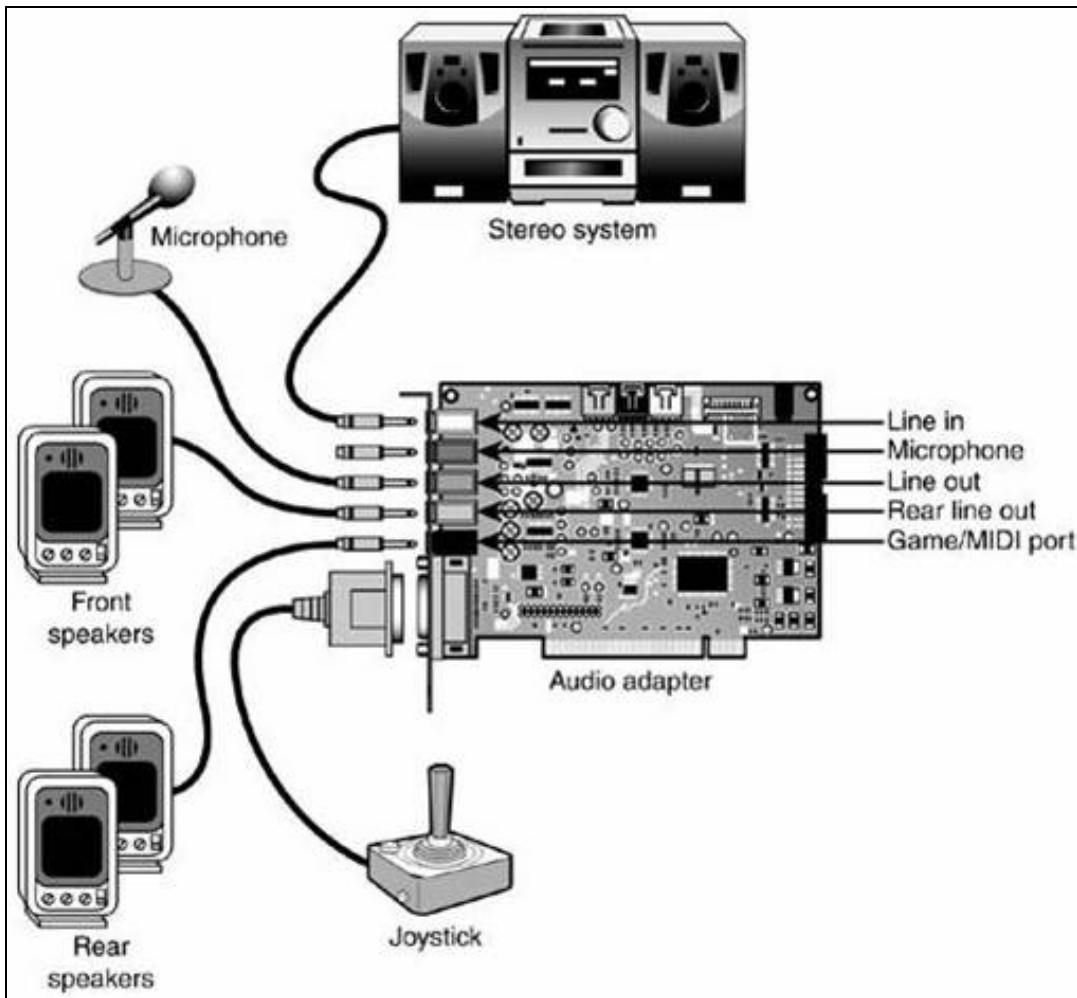 Stereo system
Microphone
Line in
Microphone
Line out
Rear line out
Game/MIDI port
Front
speakers
Audio adapter
Joystick
Rear
speakers